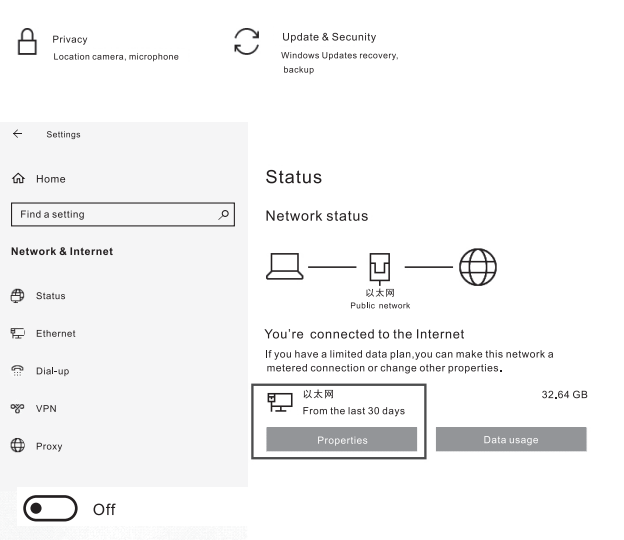 Privacy
Location camera, microphone
Update & Security
Windows Updates recovery,
backup
Settings
Home
Find a setting
Network & Internet
Status
Ethernet
Dial-up
VPN
Proxy
Off
Status
Network status
以太网
Public network
You're connected to the Internet
If you have a limited data plan,you can make this network a
metered connection or change other properties.
以太网
32.64 GB
From the last 30 days
Properties
Data usage